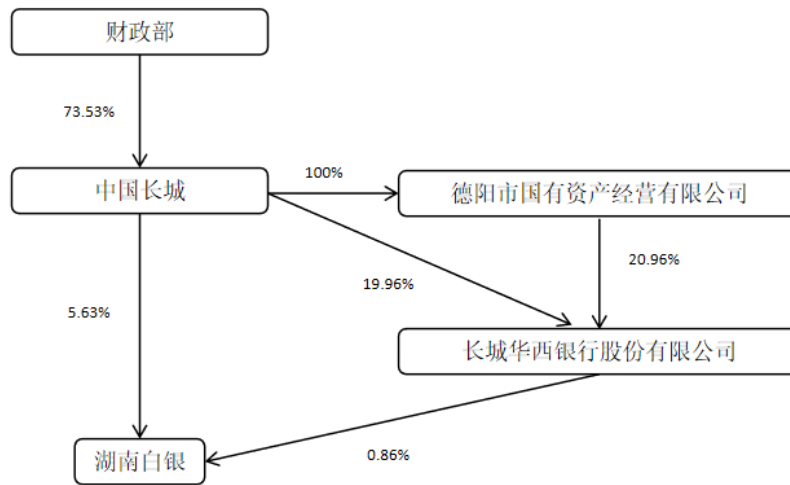 财政部
73.53%
中国长城
100%
德阳市国有资产经营有限公司
19.96%
20.96%
5.63%
长城华西银行股份有限公司
湖南白银
0.86%